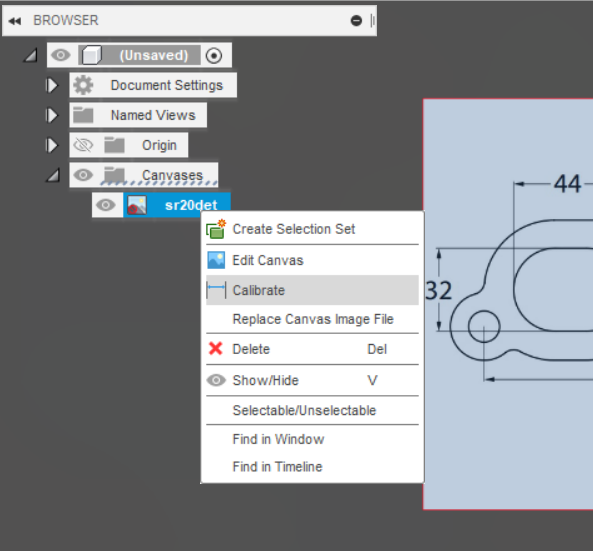 BROWSER
(Unsaved)
Document Settings
Named Views
Origin
Canvases
sr20det
Create Selection Set
Edit Canvas
Calibrate
Replace Canvas Image File
Delete Del
Show/Hide V
Selectable/Unselectable
Find in Window
Find in Timeline
44
32